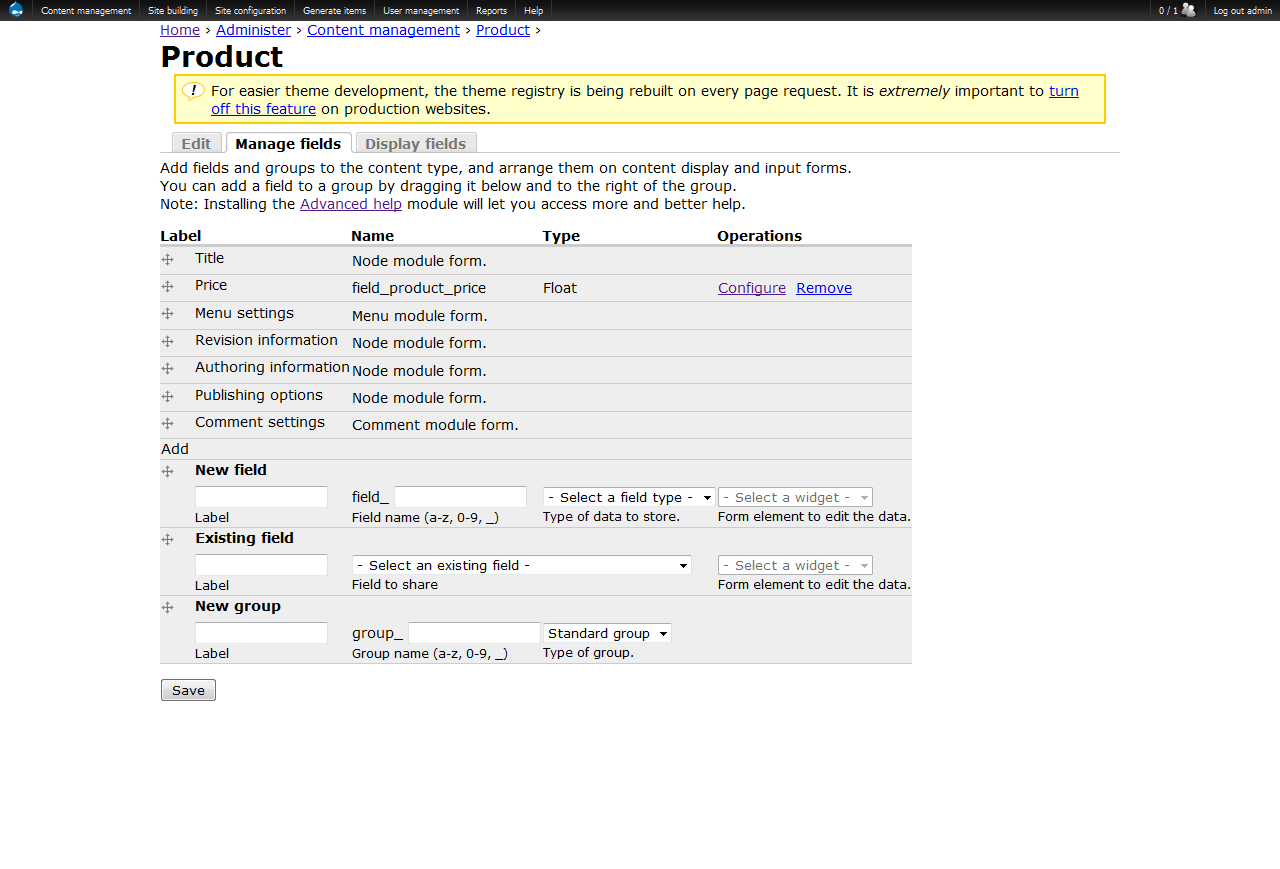 Content management Site building Site configuration Generate items User management Reports Help 0 / 1 Log out admin
Home › Administer › Content management › Product ›
Product
! For easier theme development, the theme registry is being rebuilt on every page request. It is extremely important to turn
off this feature on production websites.
Edit Manage fields Display fields
Add fields and groups to the content type, and arrange them on content display and input forms.
You can add a field to a group by dragging it below and to the right of the group.
Note: Installing the Advanced help module will let you access more and better help.
Label Name Type Operations
Title Node module form.
Price field_product_price Float Configure Remove
Menu settings Menu module form.
Revision information Node module form.
Authoring information Node module form.
Publishing options Node module form.
Comment settings Comment module form.
Add
New field
field_ - Select a field type - - Select a widget -
Label Field name (a-z, 0-9, _) Type of data to store. Form element to edit the data.
Existing field
- Select an existing field - - Select a widget -
Label Field to share Form element to edit the data.
New group
group_ Standard group
Label Group name (a-z, 0-9, _) Type of group.
Save